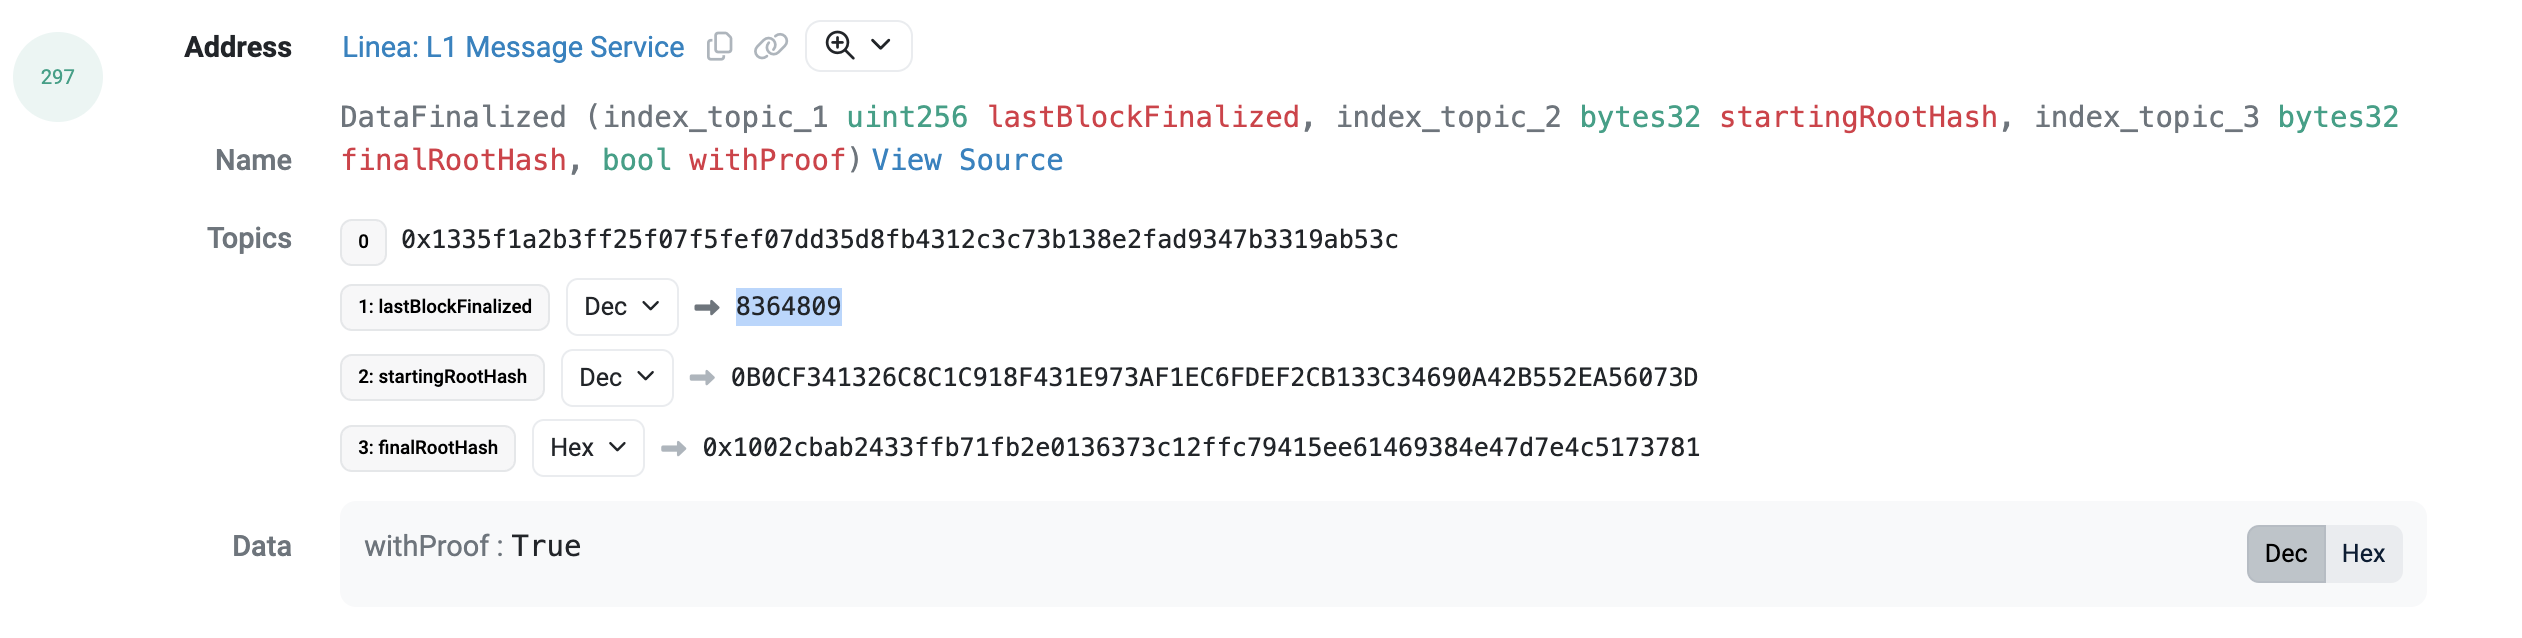 297
Address Linea: L1 Message Service
DataFinalized (index_topic_1 uint256 lastBlockFinalized, index_topic_2 bytes32 startingRootHash, index_topic_3 bytes32
Name finalRootHash, bool withProof) View Source
Topics 0 0x1335f1a2b3ff25f07f5fef07dd35d8fb4312c3c73b138e2fad9347b3319ab53c
1: lastBlockFinalized Dec 8364809
2: startingRootHash Dec 0B0CF341326C8C1C918F431E973AF1EC6FDEF2CB133C34690A42B552EA56073D
3: finalRootHash Hex 0x1002cbab2433ffb71fb2e0136373c12ffc79415ee61469384e47d7e4c5173781
Data withProof : True Dec Hex